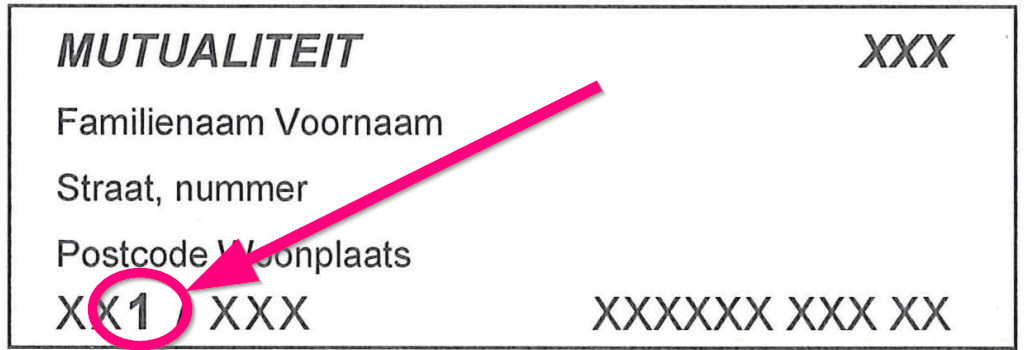 MUTUALITEIT XXX
Familienaam Voornaam
Straat, nummer
Postcode Woonplaats
XX1 / XXX XXXXXX XXX XX